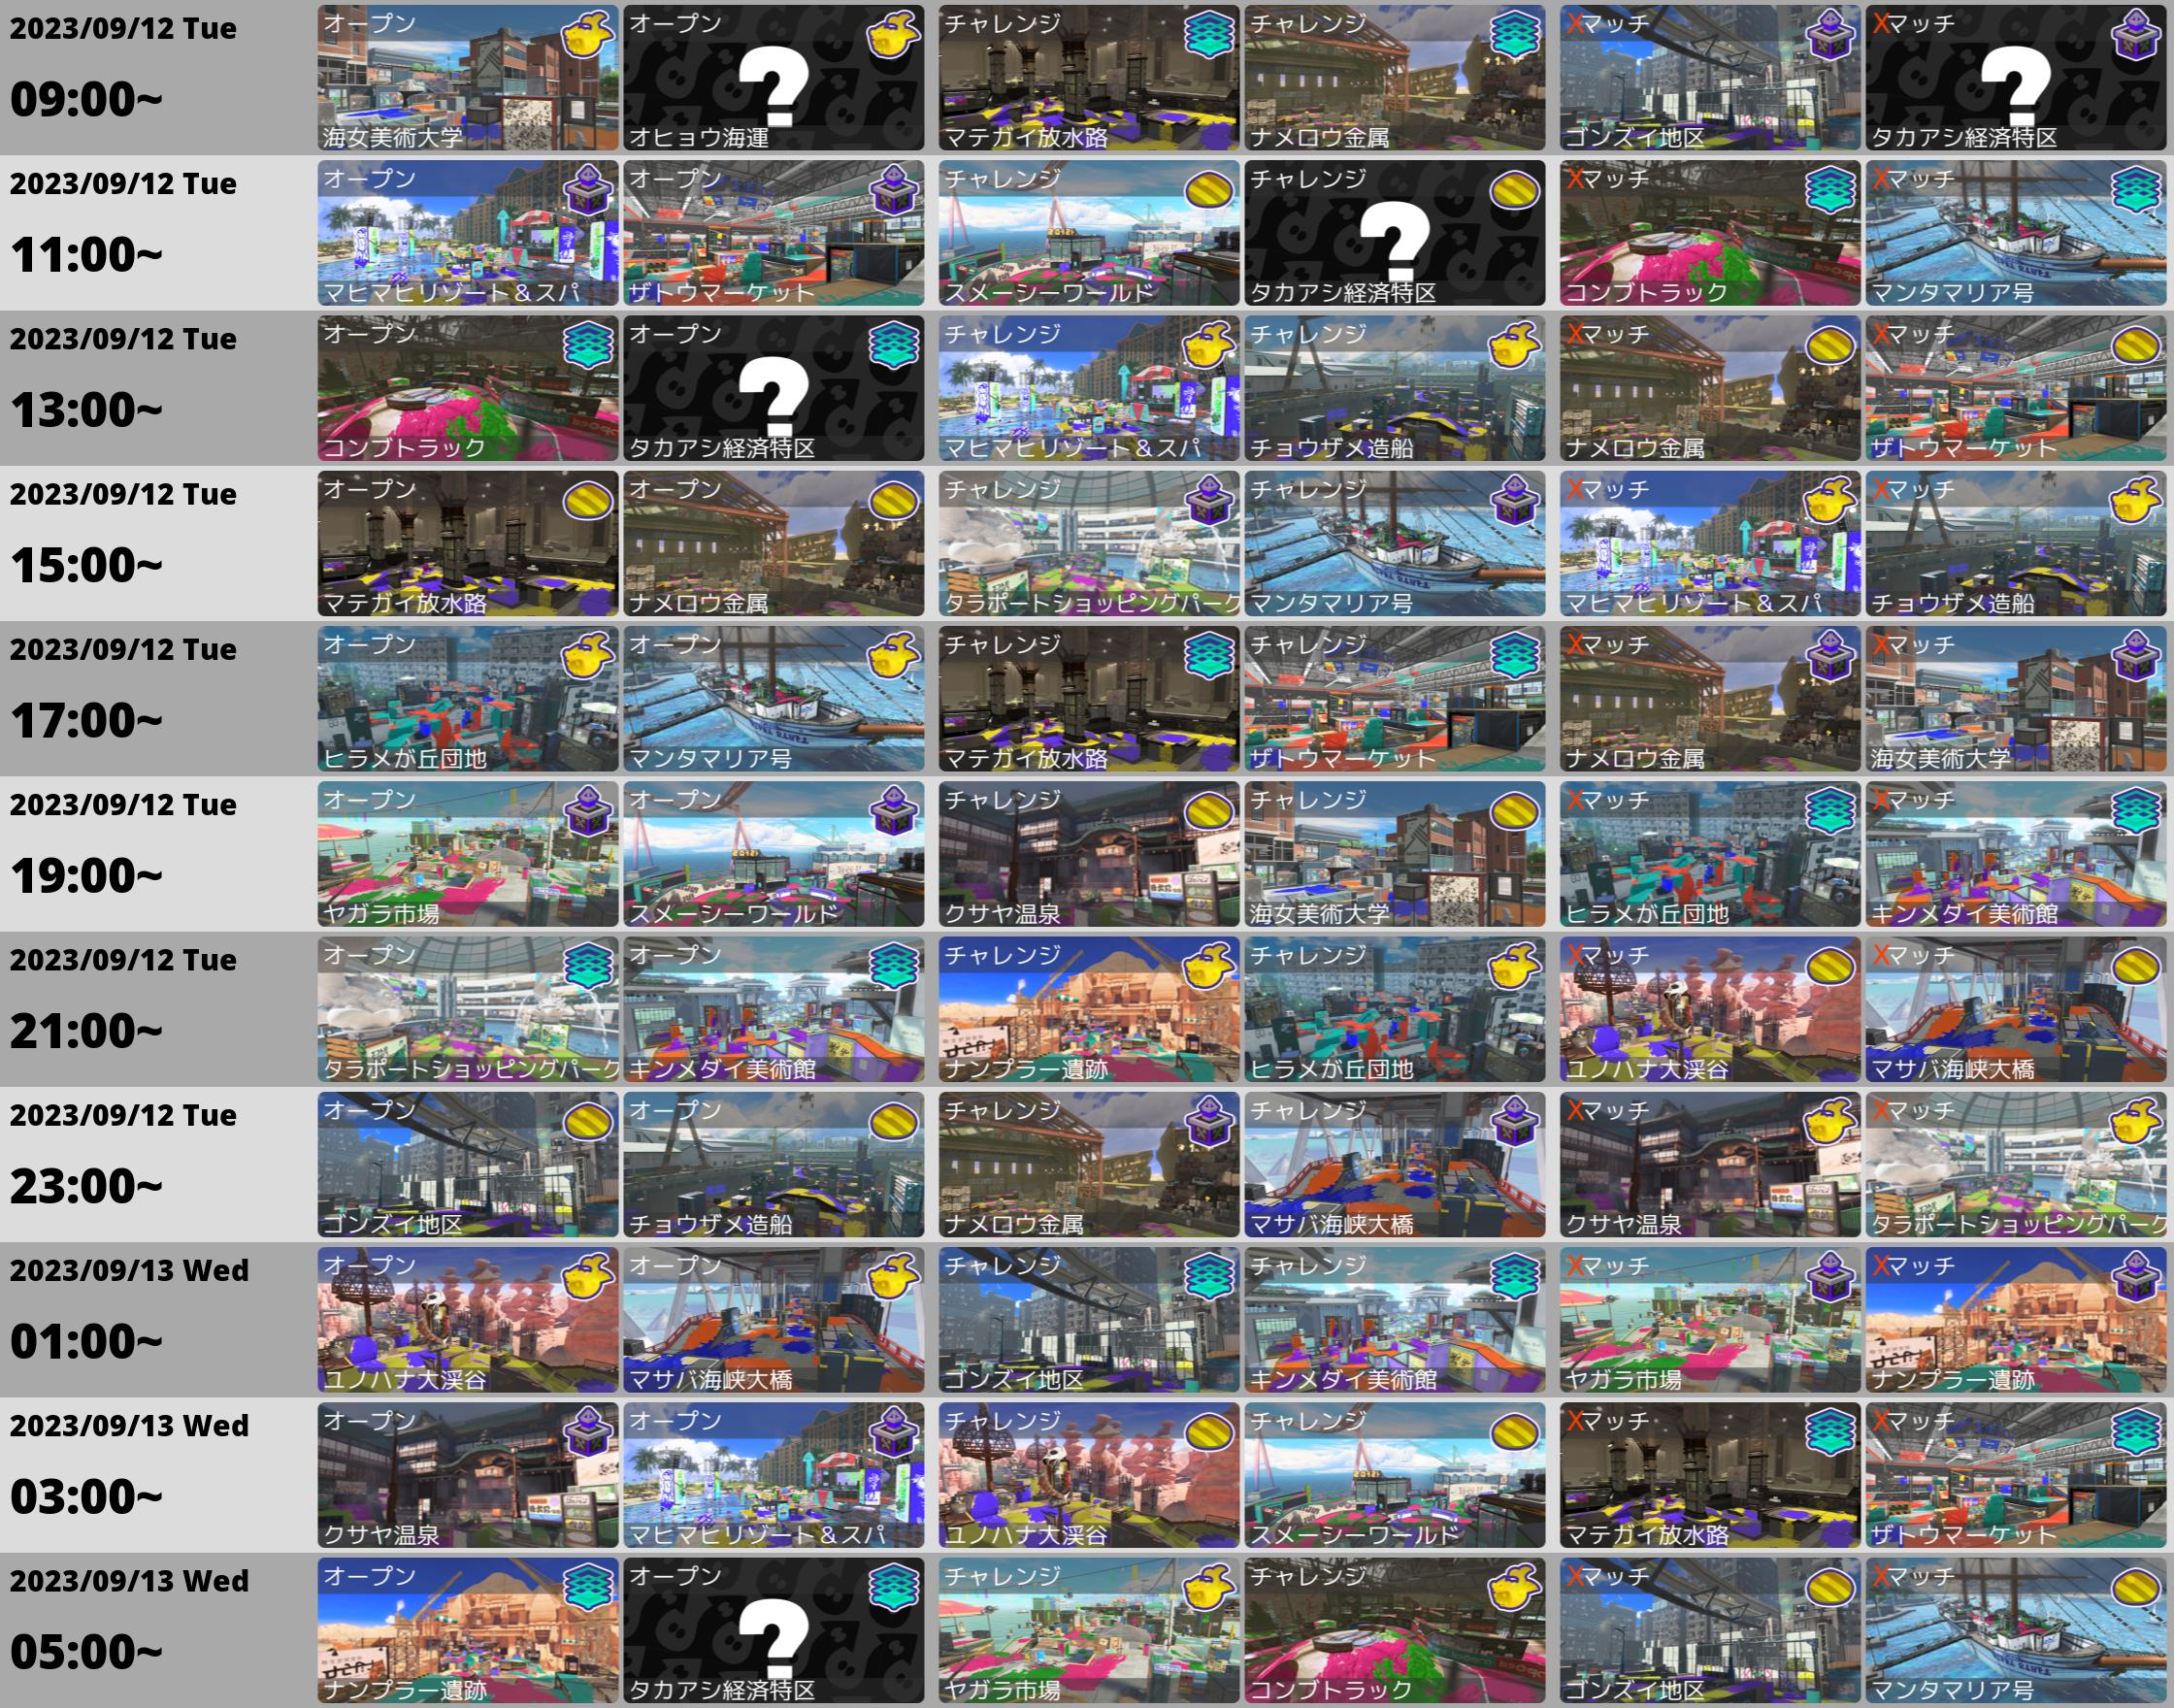 2023/09/12 Tue
09:00~
オープン
海女美術大学
オープン
オヒョウ海運
チャレンジ
マテガイ放水路
チャレンジ
ナメロウ金属
Xマッチ
ゴンズイ地区
Xマッチ
タカアシ経済特区
2023/09/12 Tue
11:00~
オープン
マヒマヒリゾート&スパ
オープン
ザトウマーケット
チャレンジ
スメーシーワールド
チャレンジ
タカアシ経済特区
Xマッチ
コンブトラック
Xマッチ
マンタマリア号
2023/09/12 Tue
13:00~
オープン
コンブトラック
オープン
タカアシ経済特区
チャレンジ
マヒマヒリゾート&スパ
チャレンジ
チョウザメ造船
Xマッチ
ナメロウ金属
Xマッチ
ザトウマーケット
2023/09/12 Tue
15:00~
オープン
マテガイ放水路
オープン
ナメロウ金属
チャレンジ
タラポートショッピングパーク
チャレンジ
マンタマリア号
Xマッチ
マヒマヒリゾート&スパ
Xマッチ
チョウザメ造船
2023/09/12 Tue
17:00~
オープン
ヒラメが丘団地
オープン
マンタマリア号
チャレンジ
マテガイ放水路
チャレンジ
ザトウマーケット
Xマッチ
ナメロウ金属
Xマッチ
海女美術大学
2023/09/12 Tue
19:00~
オープン
ヤガラ市場
オープン
スメーシーワールド
チャレンジ
クサヤ温泉
チャレンジ
海女美術大学
Xマッチ
ヒラメが丘団地
Xマッチ
キンメダイ美術館
2023/09/12 Tue
21:00~
オープン
タラポートショッピングパーク
オープン
キンメダイ美術館
チャレンジ
ナンプラー遺跡
チャレンジ
ヒラメが丘団地
Xマッチ
ユノハナ大渓谷
Xマッチ
マサバ海峡大橋
2023/09/12 Tue
23:00~
オープン
ゴンズイ地区
オープン
チョウザメ造船
チャレンジ
ナメロウ金属
チャレンジ
マサバ海峡大橋
Xマッチ
クサヤ温泉
Xマッチ
タラポートショッピングパーク
2023/09/13 Wed
01:00~
オープン
ユノハナ大渓谷
オープン
マサバ海峡大橋
チャレンジ
ゴンズイ地区
チャレンジ
キンメダイ美術館
Xマッチ
ヤガラ市場
Xマッチ
ナンプラー遺跡
2023/09/13 Wed
03:00~
オープン
クサヤ温泉
オープン
マヒマヒリゾート&スパ
チャレンジ
ユノハナ大渓谷
チャレンジ
スメーシーワールド
Xマッチ
マテガイ放水路
Xマッチ
ザトウマーケット
2023/09/13 Wed
05:00~
オープン
ナンプラー遺跡
オープン
タカアシ経済特区
チャレンジ
ヤガラ市場
チャレンジ
コンブトラック
Xマッチ
ゴンズイ地区
Xマッチ
マンタマリア号